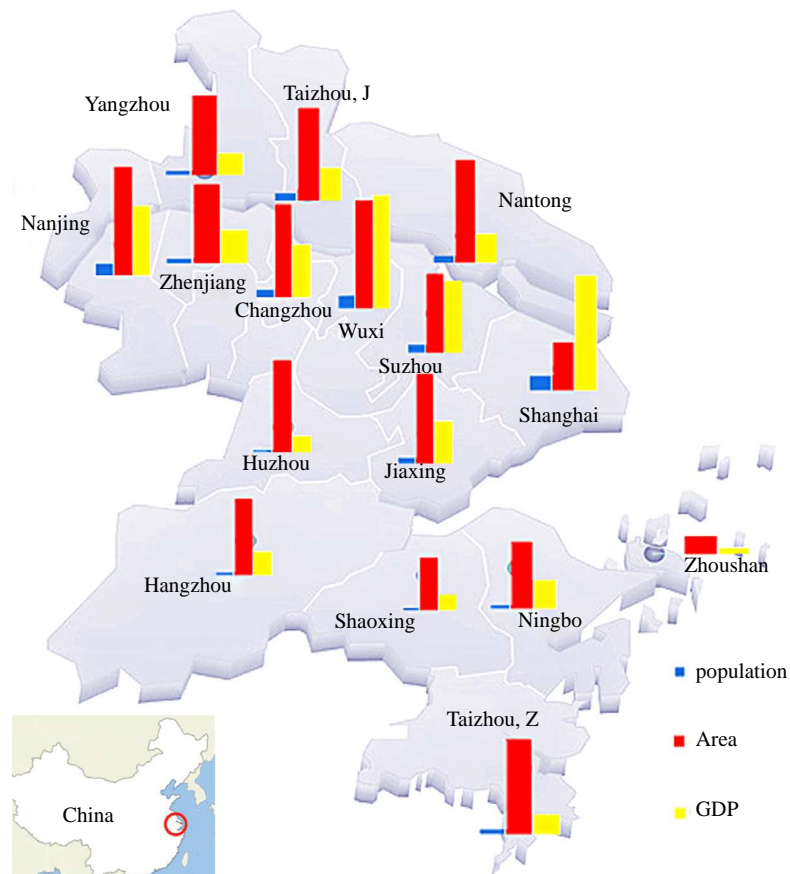 Yangzhou
Taizhou, J
Nanjing
Nantong
Zhenjiang
Changzhou
Wuxi
Suzhou
Shanghai
Huzhou
Jiaxing
Hangzhou
Zhoushan
Shaoxing
Ningbo
population
Taizhou, Z
Area
GDP
China